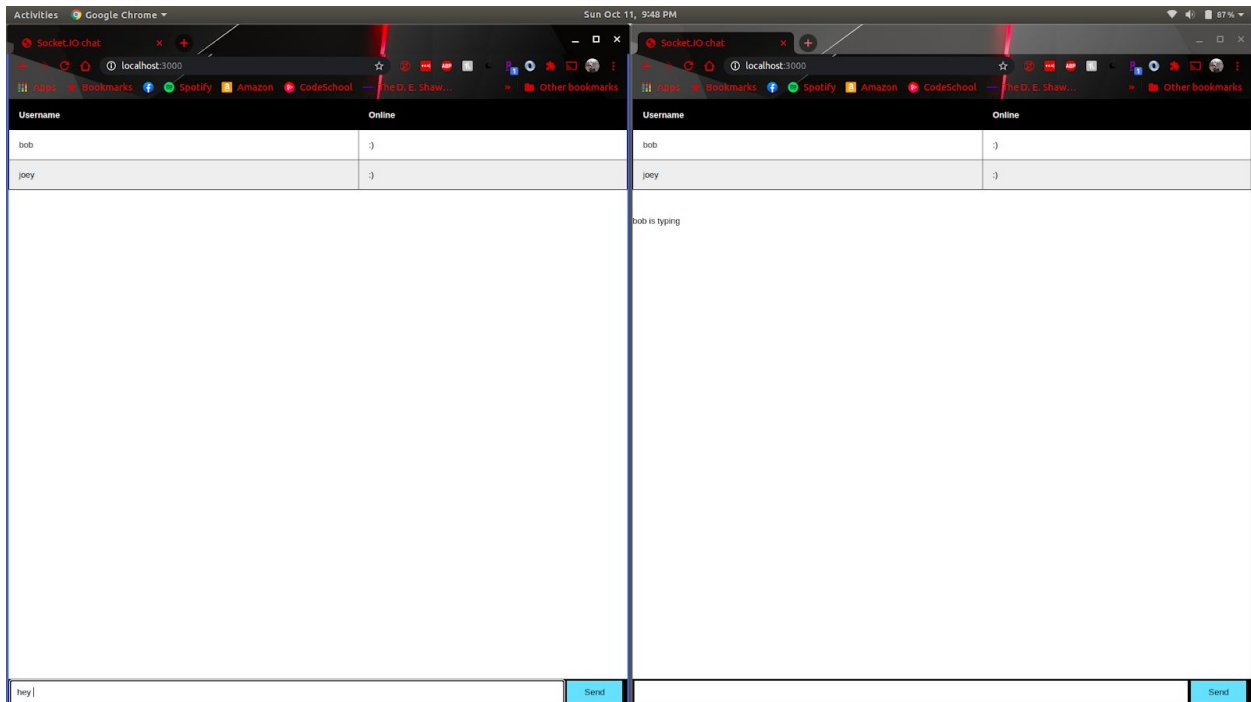 Activities Google Chrome Sun Oct 11, 9:48 PM 87%
Socket.IO chat
localhost:3000
Apps Bookmarks Spotify Amazon CodeSchool The D. E. Shaw... » Other bookmarks
Username Online
bob :)
joey :)
hey
Send
Socket.IO chat
localhost:3000
Apps Bookmarks Spotify Amazon CodeSchool The D. E. Shaw... » Other bookmarks
Username Online
bob :)
joey :)
bob is typing
Send